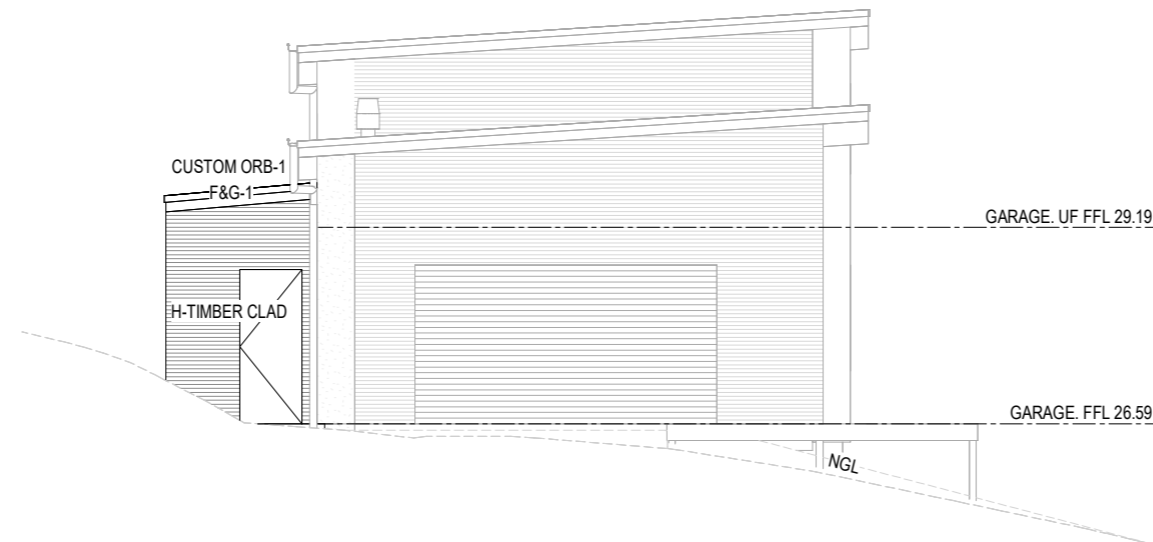 CUSTOM ORB-1
F&G-1
GARAGE. UF FFL 29.19
H-TIMBER CLAD
GARAGE. FFL 26.59
NGL